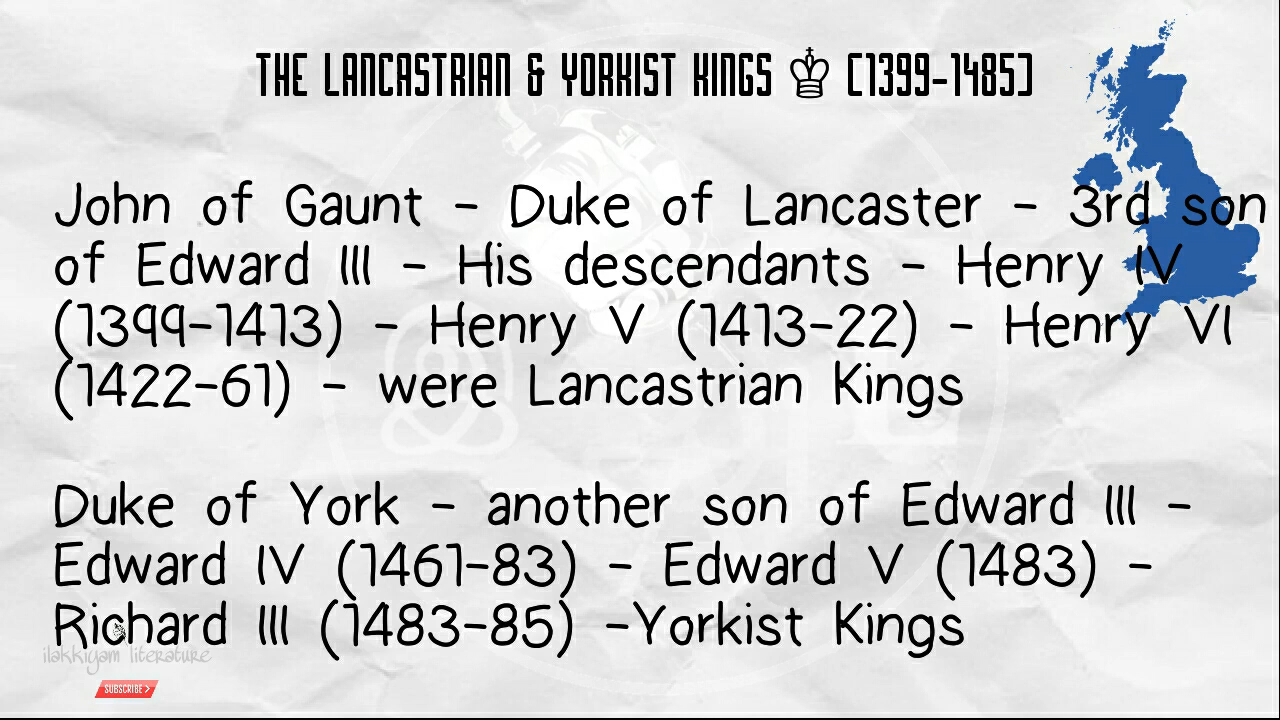 THE LANCASTRIAN & YORKIST KINGS ♔ [1399-1485]
John of Gaunt - Duke of Lancaster - 3rd son
of Edward III - His descendants - Henry IV
(1399-1413) - Henry V (1413-22) - Henry VI
(1422-61) - were Lancastrian Kings
Duke of York - another son of Edward III -
Edward IV (1461-83) - Edward V (1483) -
Richard III (1483-85) -Yorkist Kings
ilakkiyam literature
SUBSCRIBE >